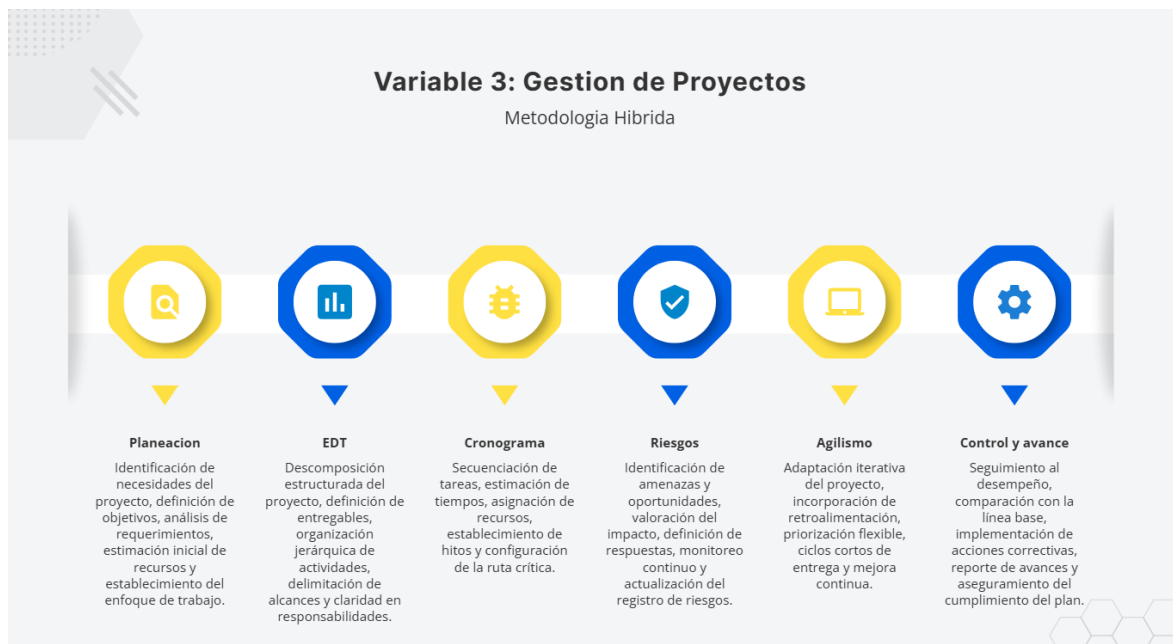 Variable 3: Gestion de Proyectos
Metodologia Hibrida
Planeacion
Identificación de
necesidades del
proyecto, definición de
objetivos, análisis de
requerimientos,
estimación inicial de
recursos y
establecimiento del
enfoque de trabajo.
EDT
Descomposición
estructurada del
proyecto, definición de
entregables,
organización
jerárquica de
actividades,
delimitación de
alcances y claridad en
responsabilidades.
Cronograma
Secuenciación de
tareas, estimación de
tiempos, asignación de
recursos,
establecimiento de
hitos y configuración
de la ruta crítica.
Riesgos
Identificación de
amenazas y
oportunidades,
valoración del
impacto, definición de
respuestas, monitoreo
continuo y
actualización del
registro de riesgos.
Agilismo
Adaptación iterativa
del proyecto,
incorporación de
retroalimentación,
priorización flexible,
ciclos cortos de
entrega y mejora
continua.
Control y avance
Seguimiento al
desempeño,
comparación con la
línea base,
implementación de
acciones correctivas,
reporte de avances y
aseguramiento del
cumplimiento del plan.